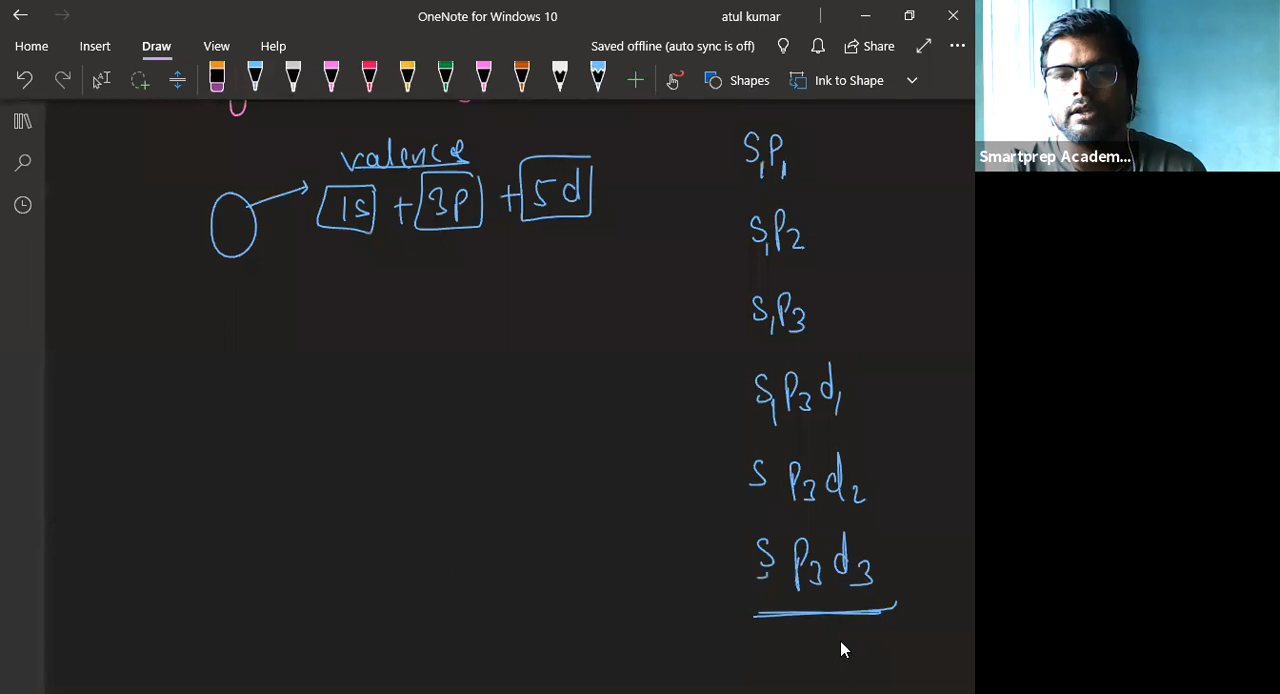 OneNote for Windows 10
atul kumar
Home Insert Draw View Help
Saved offline (auto sync is off)
Share
Shapes
Ink to Shape
Smartprep Academ...
valence
1s + 3p + 5d
S1P1
S1P2
S1P3
S1P3d1
S P3d2
S P3d3